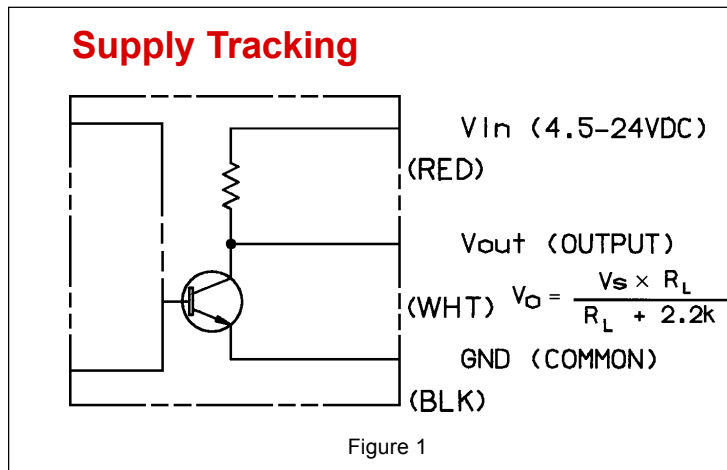 Supply Tracking
VIn (4.5-24VDC)
(RED)
Vout (OUTPUT)
(WHT) Vo = Vs × RL / RL + 2.2k
GND (COMMON)
(BLK)
Figure 1